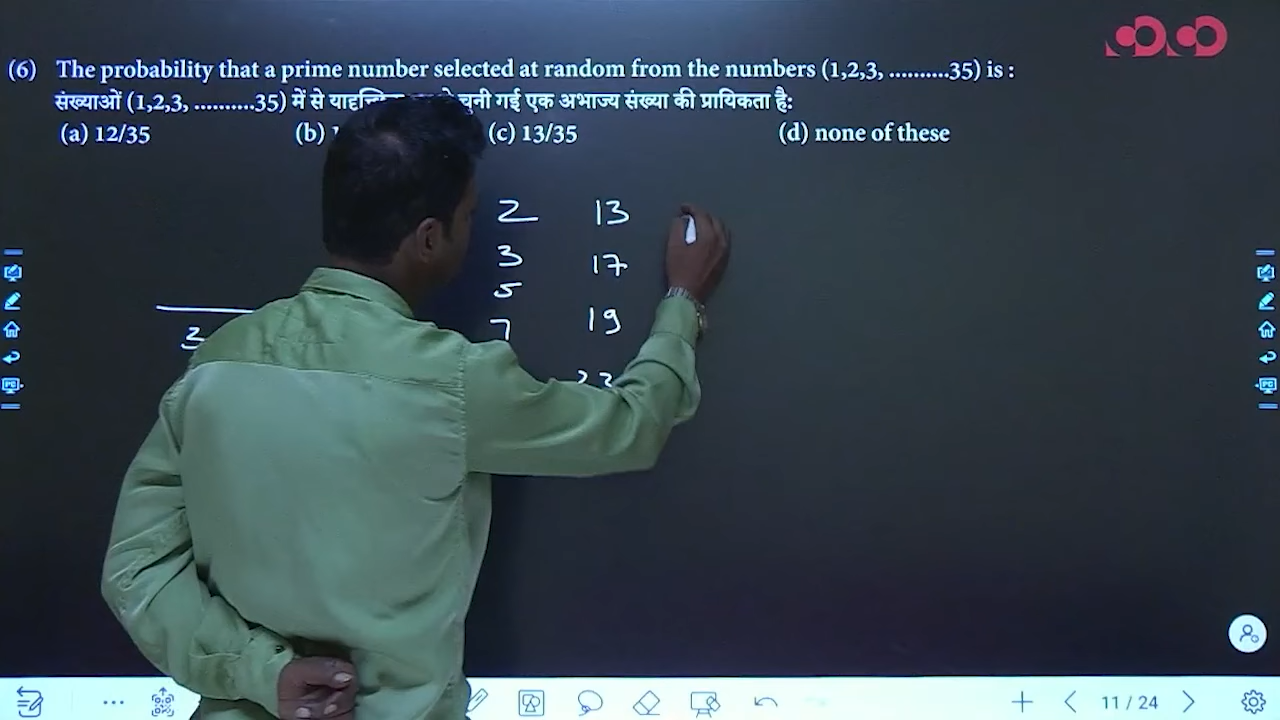 (6) The probability that a prime number selected at random from the numbers (1,2,3, ..........35) is :
संख्याओं (1,2,3, ..........35) में से चुनी गई एक अभाज्य संख्या की प्रायिकता है:
(a) 12/35 (b) (c) 13/35 (d) none of these
2 13
3 17
5
7 19
3
23
11 / 24